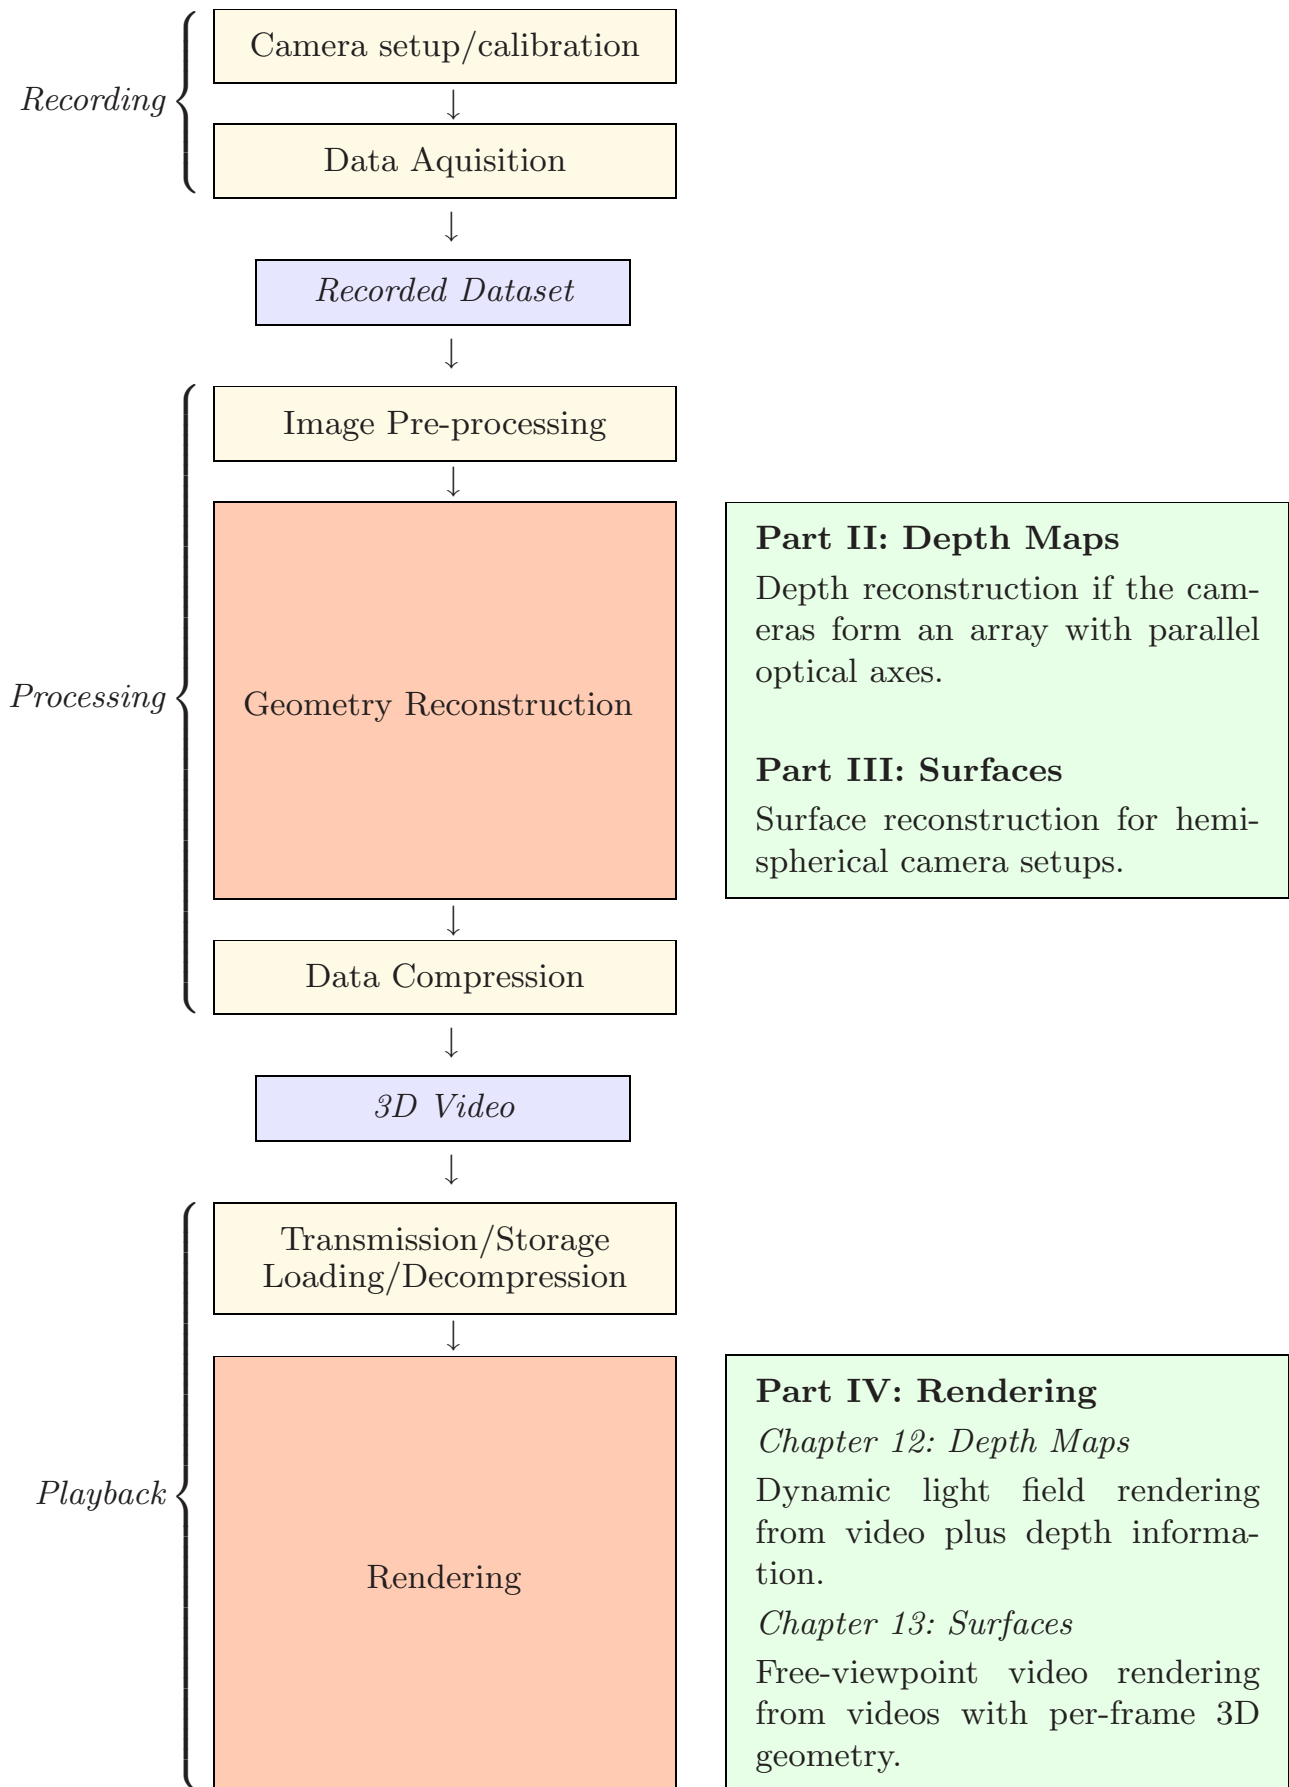 Camera setup/calibration
Recording
Data Aquisition
Recorded Dataset
Image Pre-processing
Processing
Geometry Reconstruction
Part II: Depth Maps
Depth reconstruction if the cam-
eras form an array with parallel
optical axes.
Part III: Surfaces
Surface reconstruction for hemi-
spherical camera setups.
Data Compression
3D Video
Playback
Transmission/Storage
Loading/Decompression
Rendering
Part IV: Rendering
Chapter 12: Depth Maps
Dynamic light field rendering
from video plus depth informa-
tion.
Chapter 13: Surfaces
Free-viewpoint video rendering
from videos with per-frame 3D
geometry.